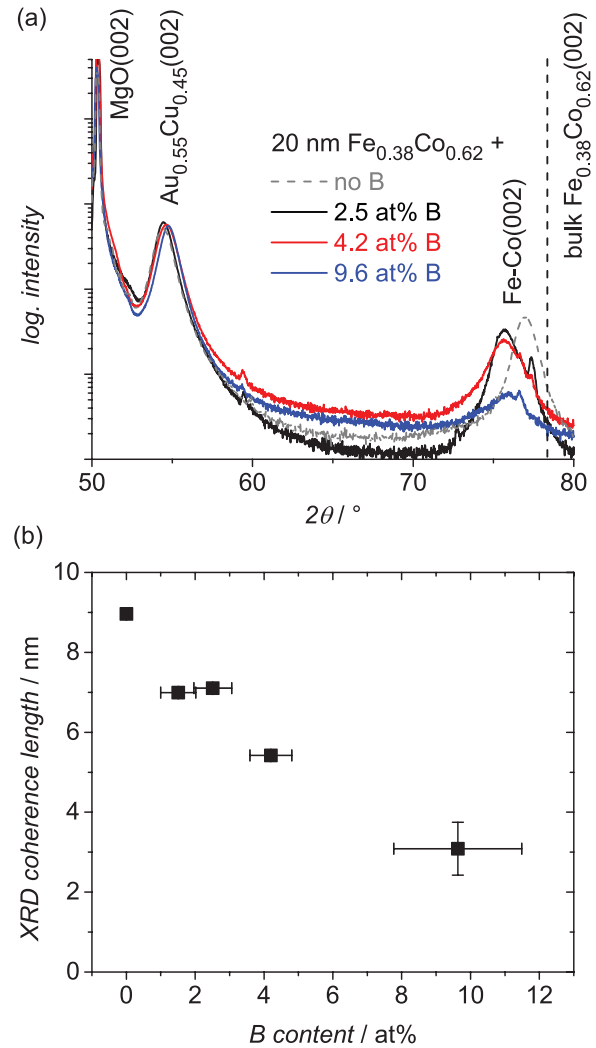 (a)
MgO(002)
Au0.55Cu0.45(002)
20 nm Fe0.38Co0.62 +
no B
2.5 at% B
4.2 at% B
9.6 at% B
Fe-Co(002)
bulk Fe0.38Co0.62(002)
log. intensity
50 60 70 80
2θ / °
(b)
XRD coherence length / nm
10
8
6
4
2
0
0 2 4 6 8 10 12
B content / at%